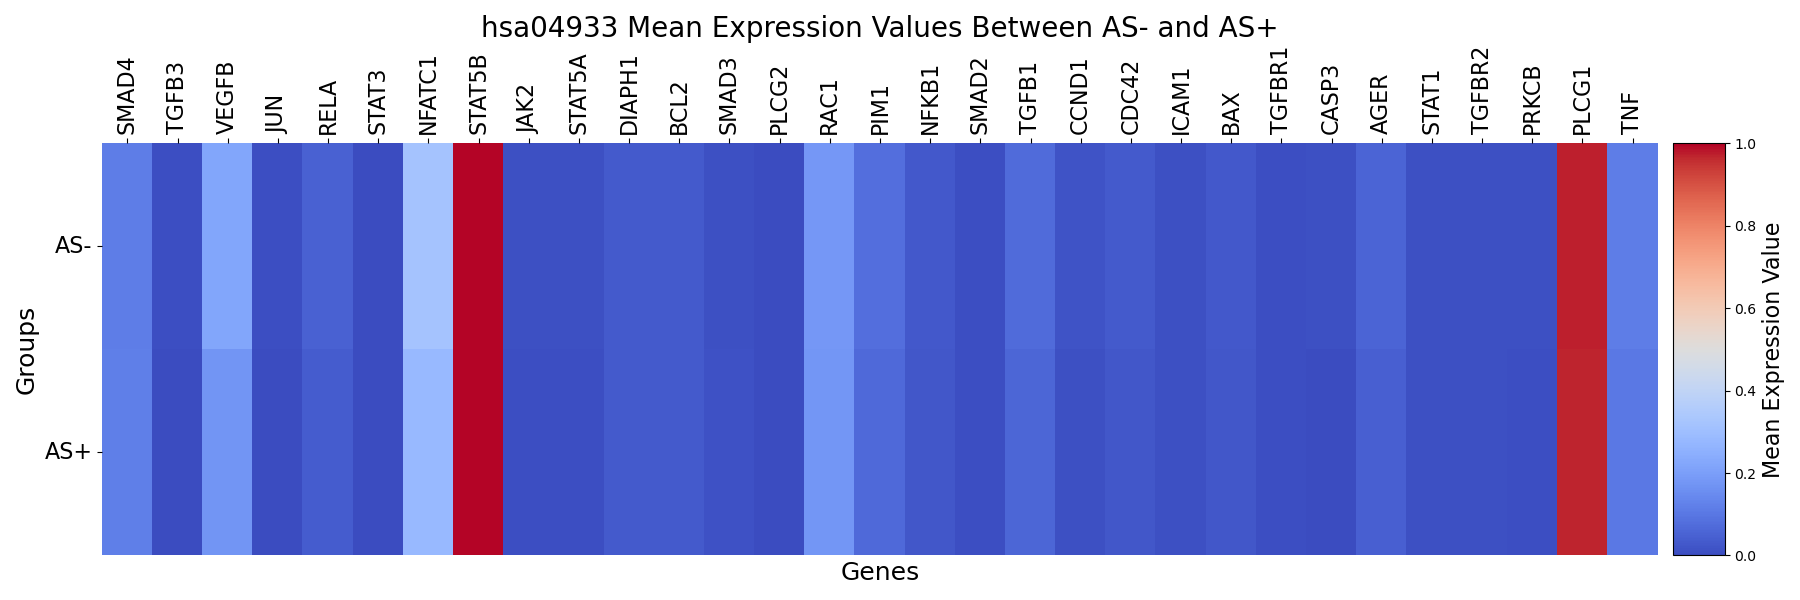 hsa04933 Mean Expression Values Between AS- and AS+
SMAD4
TGFB3
VEGFB
JUN
RELA
STAT3
NFATC1
STAT5B
JAK2
STAT5A
DIAPH1
BCL2
SMAD3
PLCG2
RAC1
PIM1
NFKB1
SMAD2
TGFB1
CCND1
CDC42
ICAM1
BAX
TGFBR1
CASP3
AGER
STAT1
TGFBR2
PRKCB
PLCG1
TNF
Groups
AS-
AS+
Genes
1.0
0.8
0.6
0.4
0.2
0.0
Mean Expression Value